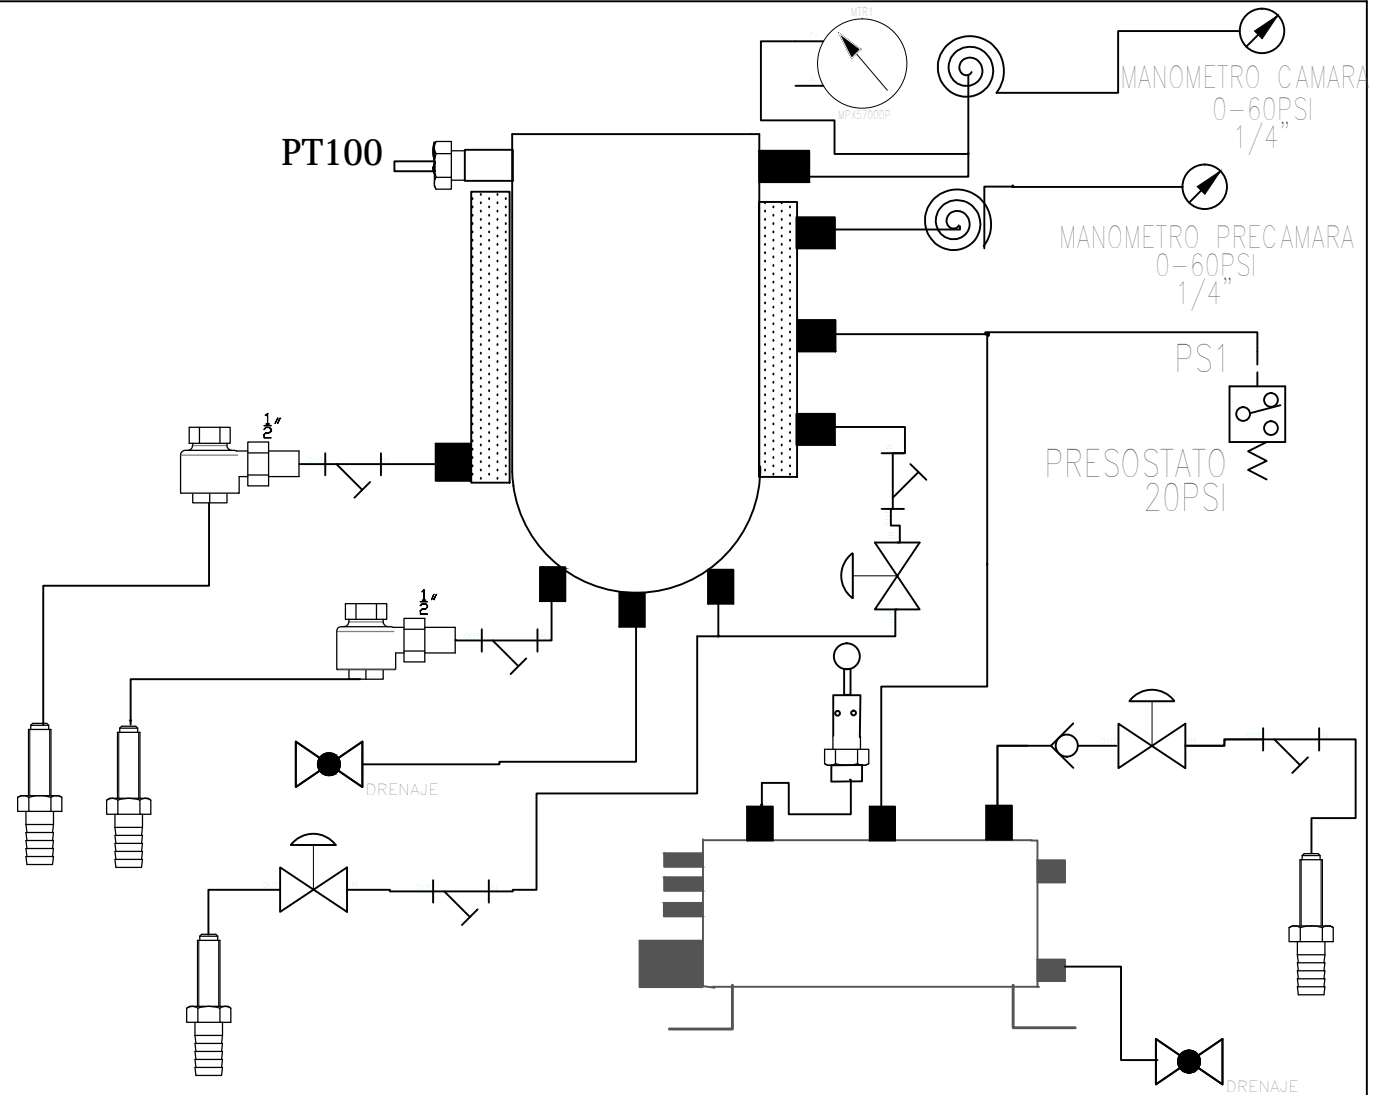 MTR1
MPX5700DP
MANOMETRO CAMARA
0-60PSI
1/4"
PT100
MANOMETRO PRECAMARA
0-60PSI
1/4"
PS1
PRESOSTATO
20PSI
1/2"
1/2"
DRENAJE
DRENAJE